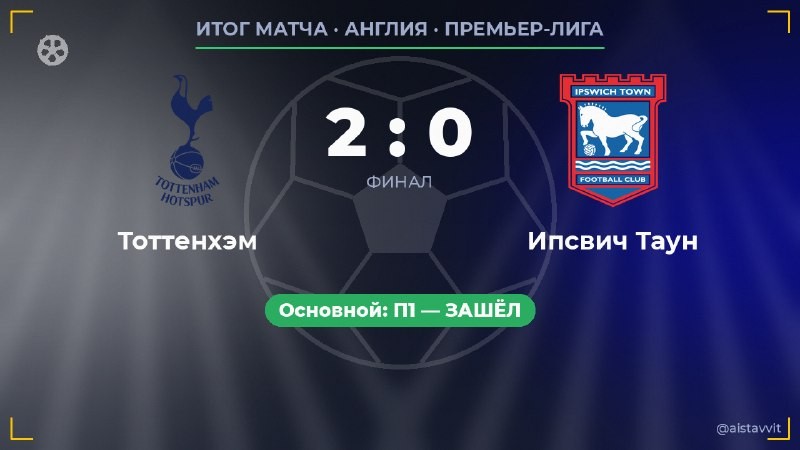 ИТОГ МАТЧА · АНГЛИЯ · ПРЕМЬЕР-ЛИГА
2 : 0
ФИНАЛ
TOTTENHAM
HOTSPUR
IPSWICH TOWN
FOOTBALL CLUB
Тоттенхэм
Ипсвич Таун
Основной: П1 — ЗАШЁЛ
@aistavvit